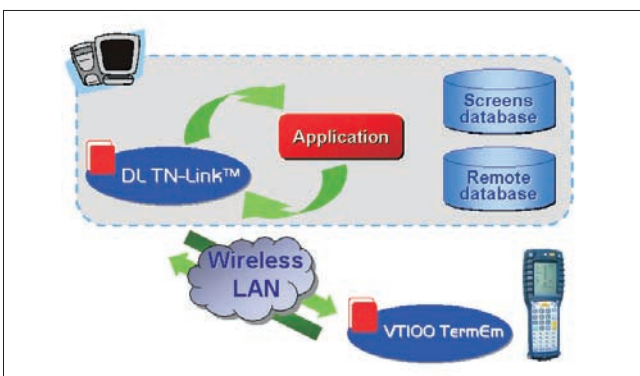 Screens
database
Application
DL TN-Link™
Remote
database
Wireless
LAN
VT100 TermEm